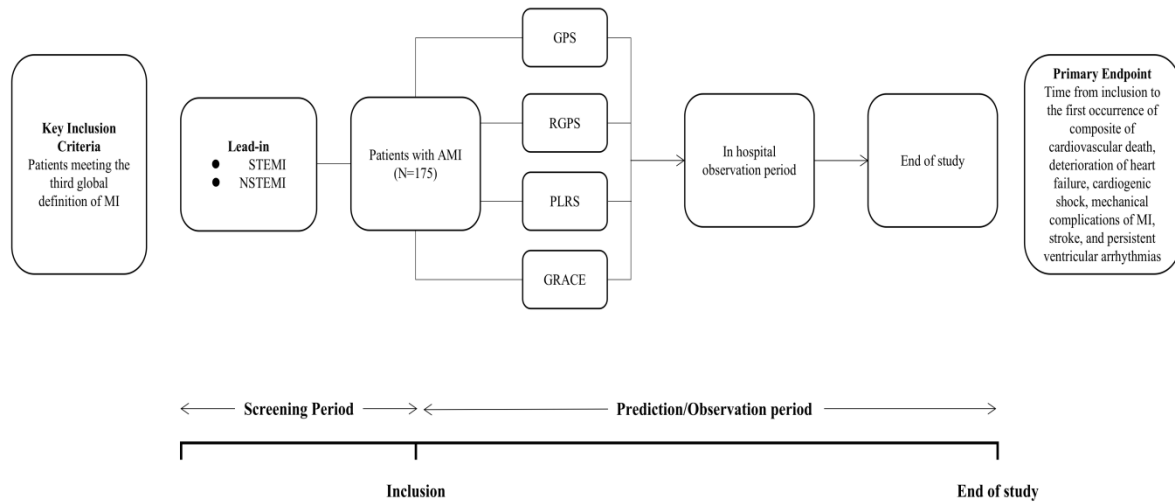 Key Inclusion
Criteria
Patients meeting the
third global
definition of MI
Lead-in
● STEMI
● NSTEMI
Patients with AMI
(N=175)
GPS
RGPS
PLRS
GRACE
In hospital
observation period
End of study
Primary Endpoint
Time from inclusion to
the first occurrence of
composite of
cardiovascular death,
deterioration of heart
failure, cardiogenic
shock, mechanical
complications of MI,
stroke, and persistent
ventricular arrhythmias
Screening Period
Prediction/Observation period
Inclusion
End of study